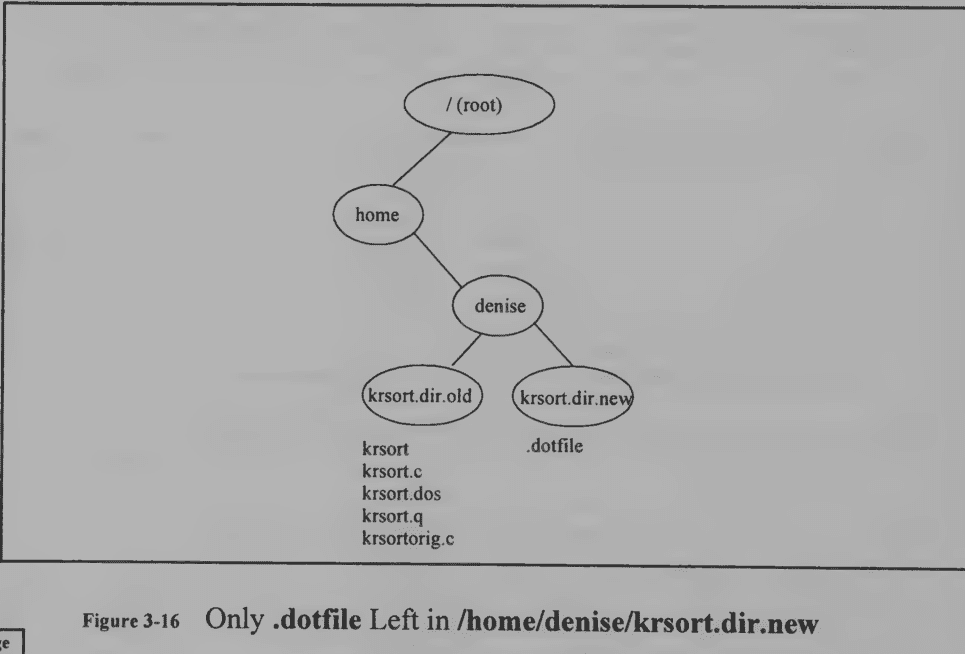 / (root)
home
denise
krsort.dir.old
krsort.dir.new
krsort
.dotfile
krsort.c
krsort.dos
krsort.q
krsortorig.c
Figure 3-16 Only .dotfile Left in /home/denise/krsort.dir.new